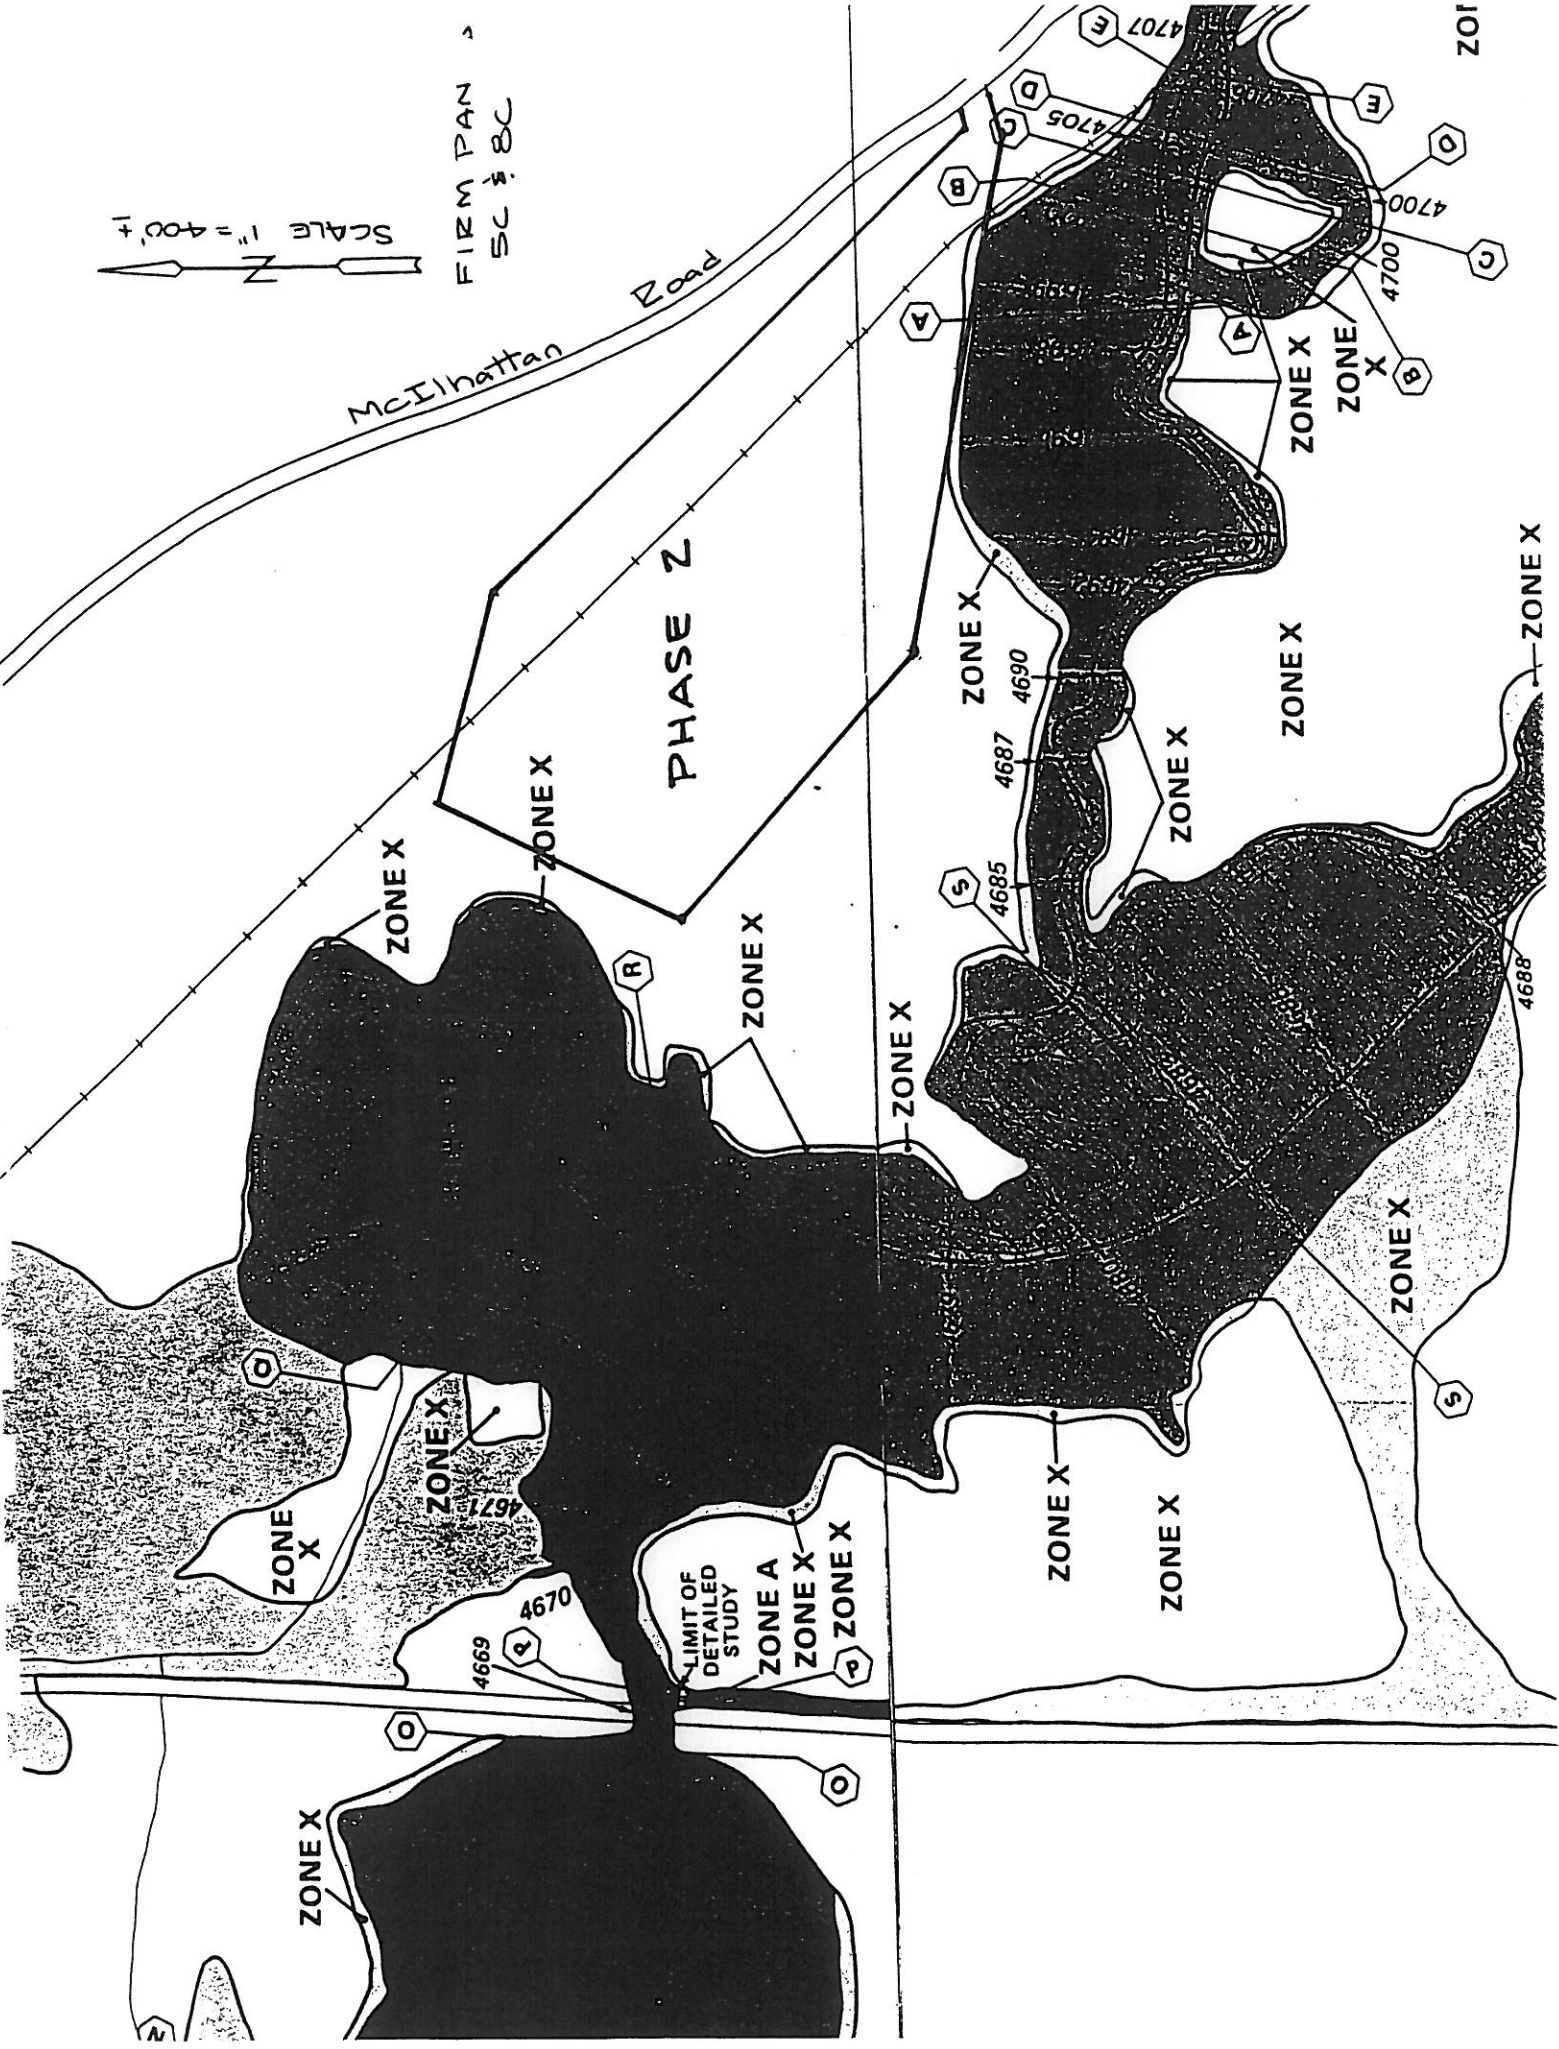 SCALE 1" = 400'±
N
FIRM PAN
5C & 8C
McIlhattan Road
PHASE 2
E
4707
D
C
4705
B
A
E
D
4700
C
4700
A
B
ZONE X
ZONE
X
ZONE X
ZONE X
4690
4687
4685
S
ZONE X
ZONE X
ZONE X
4688
ZONE X
ZONE X
R
ZONE X
ZONE X
ZONE X
S
Q
ZONE X
4671
ZONE
X
4670
4669
LIMIT OF
DETAILED
STUDY
ZONE A
ZONE X
ZONE X
P
ZONE X
ZONE X
O
O
ZONE X
N